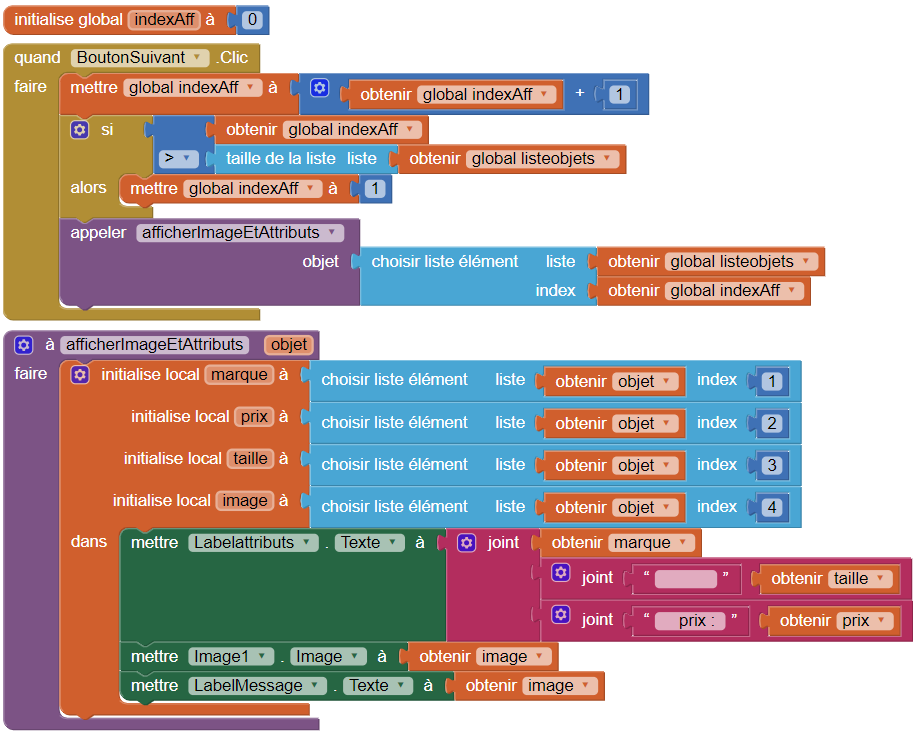 initialise global indexAff à 0
quand BoutonSuivant .Clic
faire mettre global indexAff à obtenir global indexAff + 1
si obtenir global indexAff
> taille de la liste liste obtenir global listeobjets
alors mettre global indexAff à 1
appeler afficherImageEtAttributs
objet choisir liste élément liste obtenir global listeobjets
index obtenir global indexAff
à afficherImageEtAttributs objet
faire initialise local marque à choisir liste élément liste obtenir objet index 1
initialise local prix à choisir liste élément liste obtenir objet index 2
initialise local taille à choisir liste élément liste obtenir objet index 3
initialise local image à choisir liste élément liste obtenir objet index 4
dans mettre Labelattributs . Texte à joint obtenir marque
joint “ ” obtenir taille
joint “ prix : ” obtenir prix
mettre Image1 . Image à obtenir image
mettre LabelMessage . Texte à obtenir image